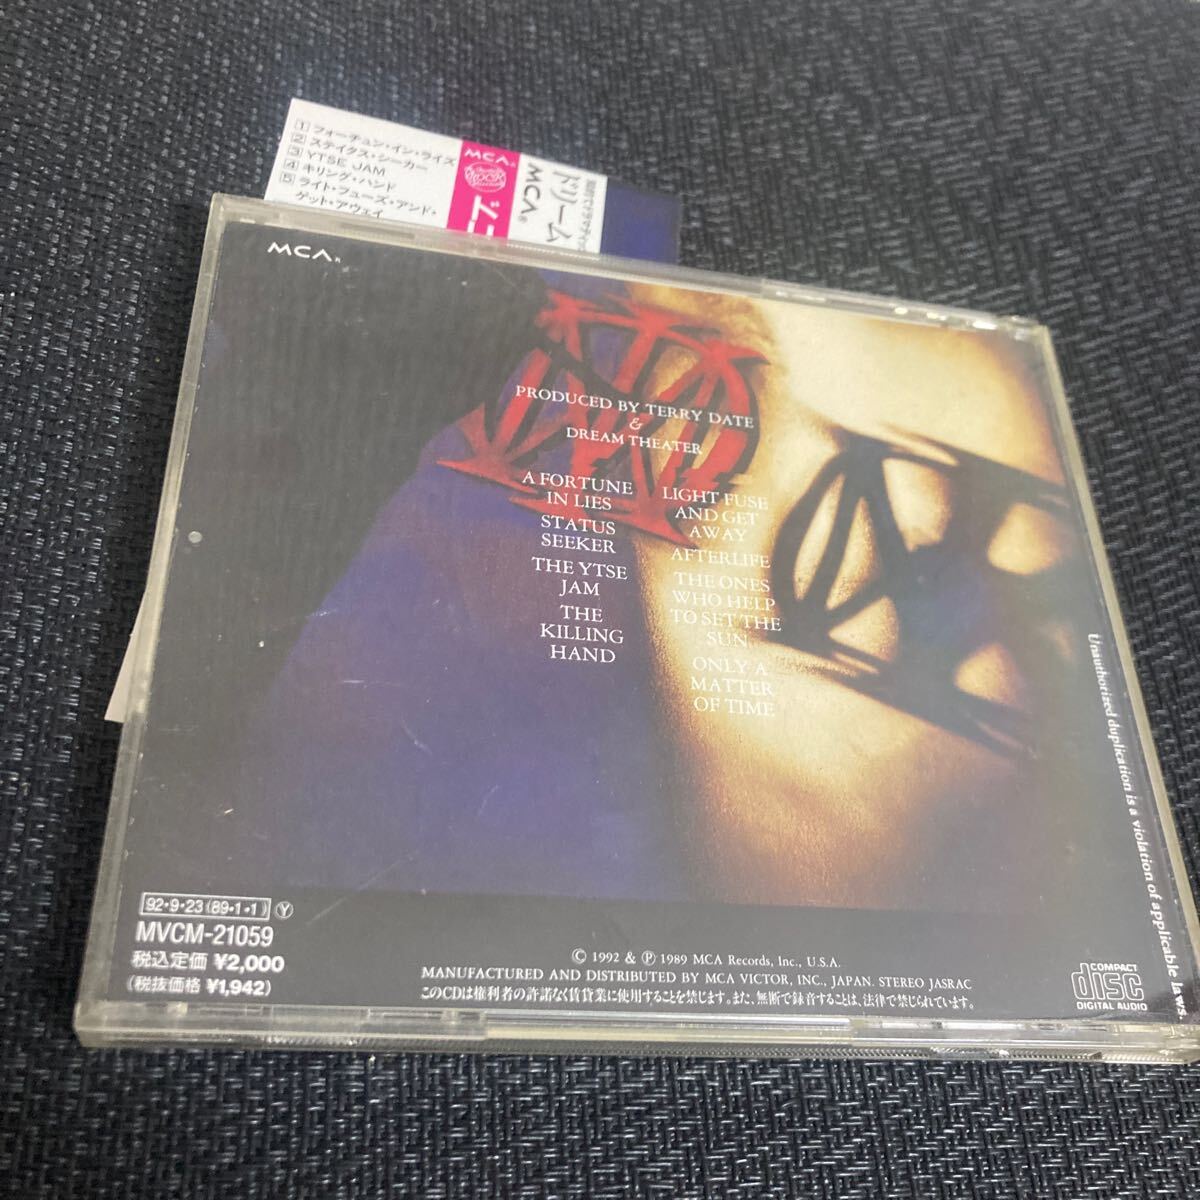 1 フォーチュン・イン・ライズ
2 ステイタス・シーカー
3 YTSE JAM
4 キリング・ハンド
5 ライト・フューズ・アンド・
ゲット・アウェイ
MCA
ROCK
MCA
ドリーム
MCA
PRODUCED BY TERRY DATE
&
DREAM THEATER
A FORTUNE
IN LIES
STATUS
SEEKER
THE YTSE
JAM
THE
KILLING
HAND
LIGHT FUSE
AND GET
AWAY
AFTERLIFE
THE ONES
WHO HELP
TO SET THE
SUN
ONLY A
MATTER
OF TIME
Unauthorized duplication is a violation of applicable laws.
92・9・23(89・1・1) Y
MVCM-21059
税込定価 ¥2,000
(税抜価格 ¥1,942)
© 1992 & ℗ 1989 MCA Records, Inc., U.S.A.
MANUFACTURED AND DISTRIBUTED BY MCA VICTOR, INC., JAPAN. STEREO JASRAC
このCDは権利者の許諾なく賃貸業に使用することを禁じます。また、無断で録音することは、法律で禁じられています。
COMPACT
disc
DIGITAL AUDIO